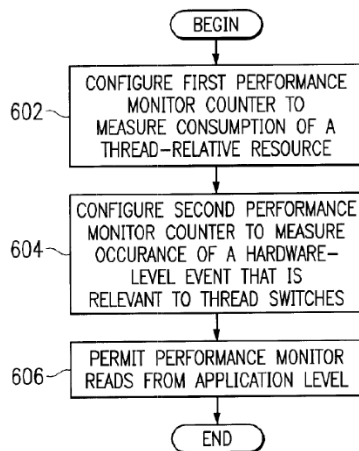 BEGIN
602
CONFIGURE FIRST PERFORMANCE
MONITOR COUNTER TO
MEASURE CONSUMPTION OF A
THREAD-RELATIVE RESOURCE
604
CONFIGURE SECOND PERFORMANCE
MONITOR COUNTER TO MEASURE
OCCURANCE OF A HARDWARE-
LEVEL EVENT THAT IS
RELEVANT TO THREAD SWITCHES
606
PERMIT PERFORMANCE MONITOR
READS FROM APPLICATION LEVEL
END